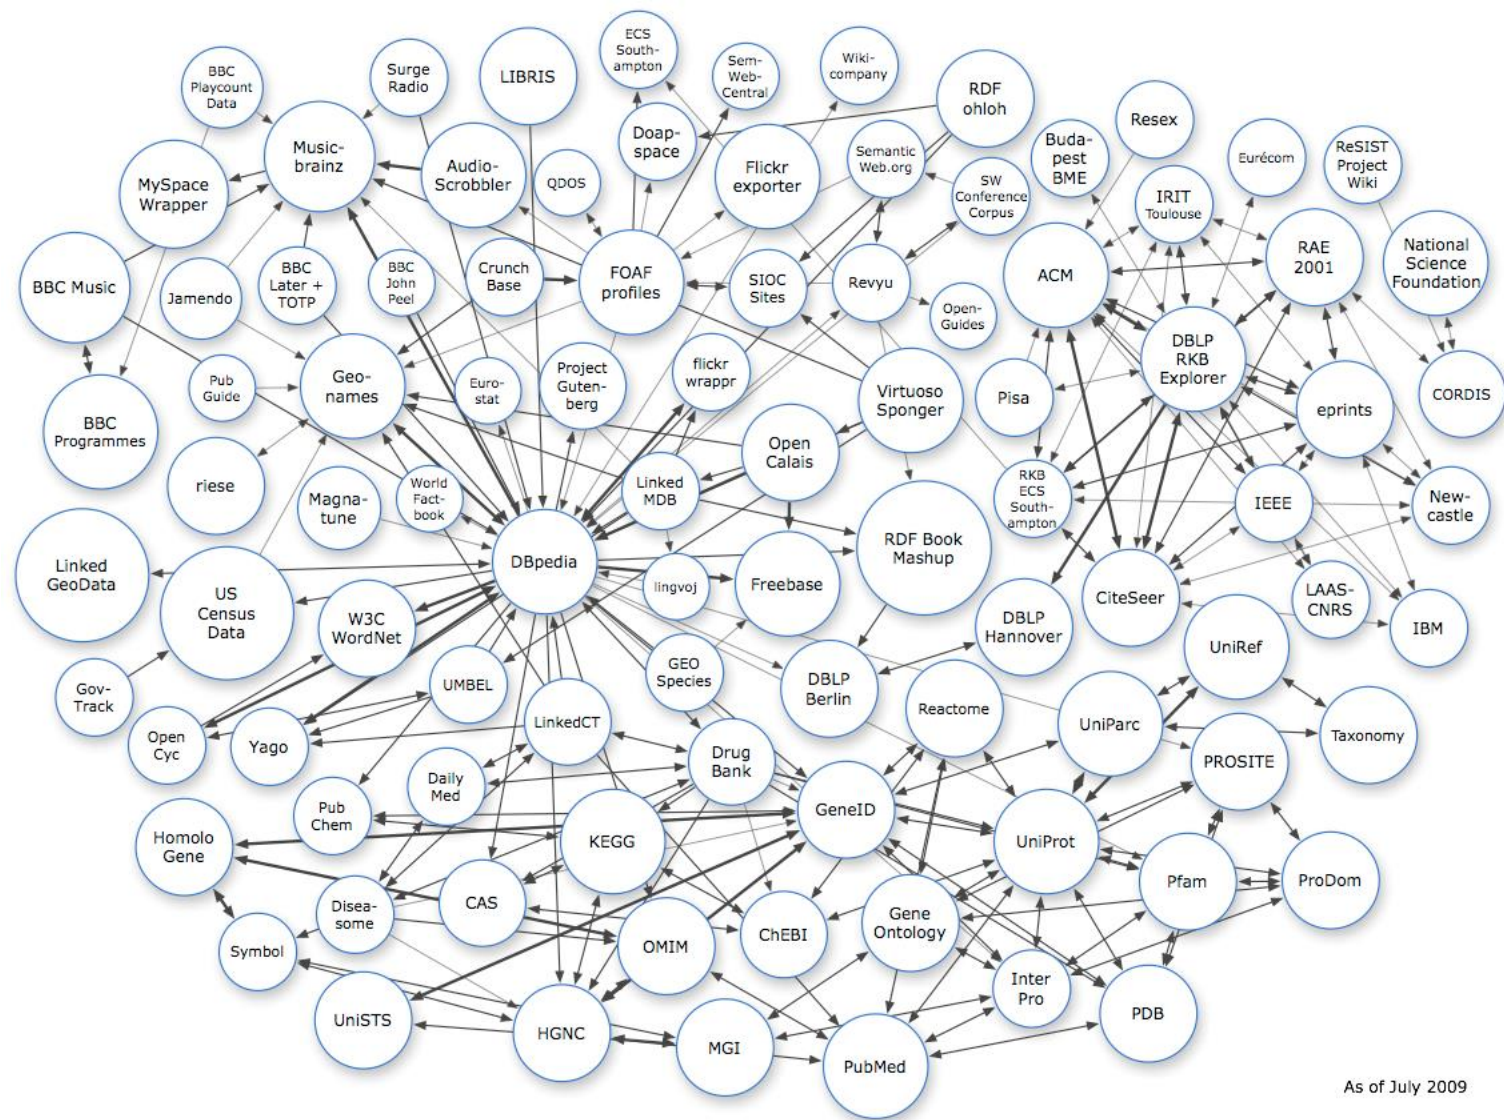 ECS
South-
ampton
Wiki-
company
BBC
Playcount
Data
Surge
Radio
LIBRIS
Sem-
Web-
Central
RDF
ohloh
Resex
Music-
brainz
Doap-
space
Buda-
pest
BME
Eurécom
ReSIST
Project
Wiki
MySpace
Wrapper
Audio-
Scrobbler
QDOS
Flickr
exporter
Semantic
Web.org
SW
Conference
Corpus
IRIT
Toulouse
BBC Music
Jamendo
BBC
Later +
TOTP
BBC
John
Peel
Crunch
Base
FOAF
profiles
SIOC
Sites
Revyu
Open-
Guides
ACM
RAE
2001
National
Science
Foundation
DBLP
RKB
Explorer
Pub
Guide
Geo-
names
Euro-
stat
Project
Guten-
berg
flickr
wrappr
Virtuoso
Sponger
Pisa
eprints
CORDIS
BBC
Programmes
riese
Magna-
tune
World
Fact-
book
Linked
MDB
Open
Calais
RKB
ECS
South-
ampton
IEEE
New-
castle
Linked
GeoData
US
Census
Data
W3C
WordNet
DBpedia
lingvoj
Freebase
RDF Book
Mashup
DBLP
Hannover
CiteSeer
LAAS-
CNRS
IBM
Gov-
Track
UMBEL
GEO
Species
DBLP
Berlin
UniRef
Open
Cyc
Yago
LinkedCT
Reactome
UniParc
Taxonomy
Pub
Chem
Daily
Med
Drug
Bank
GeneID
PROSITE
Homolo
Gene
KEGG
UniProt
Pfam
ProDom
Disea-
some
CAS
OMIM
ChEBI
Gene
Ontology
Symbol
Inter
Pro
UniSTS
HGNC
MGI
PubMed
PDB
As of July 2009